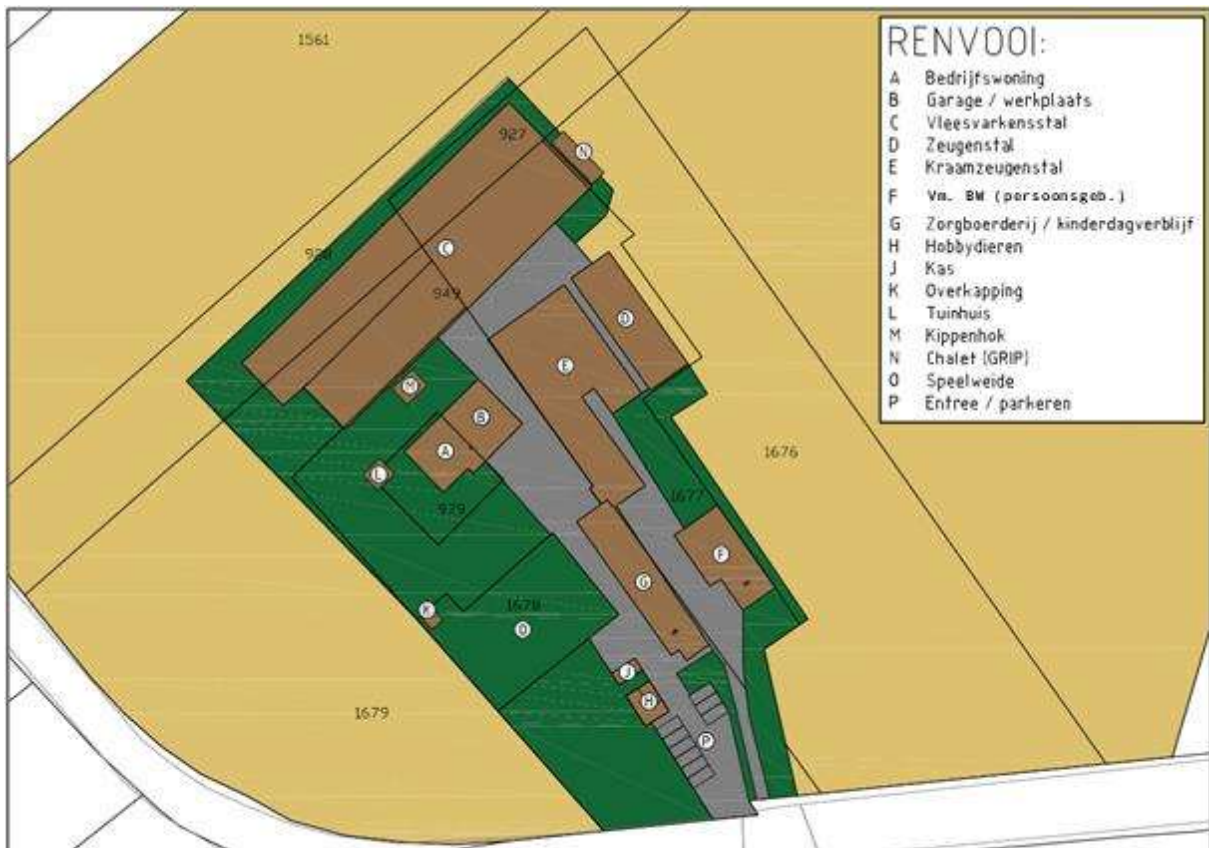 RENVOOI:
A Bedrijfswoning
B Garage / werkplaats
C Vleesvarkensstal
D Zeugenstal
E Kraamzeugenstal
F Vm. BW (persoonsgeb.)
G Zorgboerderij / kinderdagverblijf
H Hobbydieren
J Kas
K Overkapping
L Tuinhuis
M Kippenhok
N Chalet (GRIP)
O Speelweide
P Entree / parkeren
1561
927
N
C
949
D
E
M
B
A
L
1676
979
1677
F
G
K
1678
O
J
H
1679
P